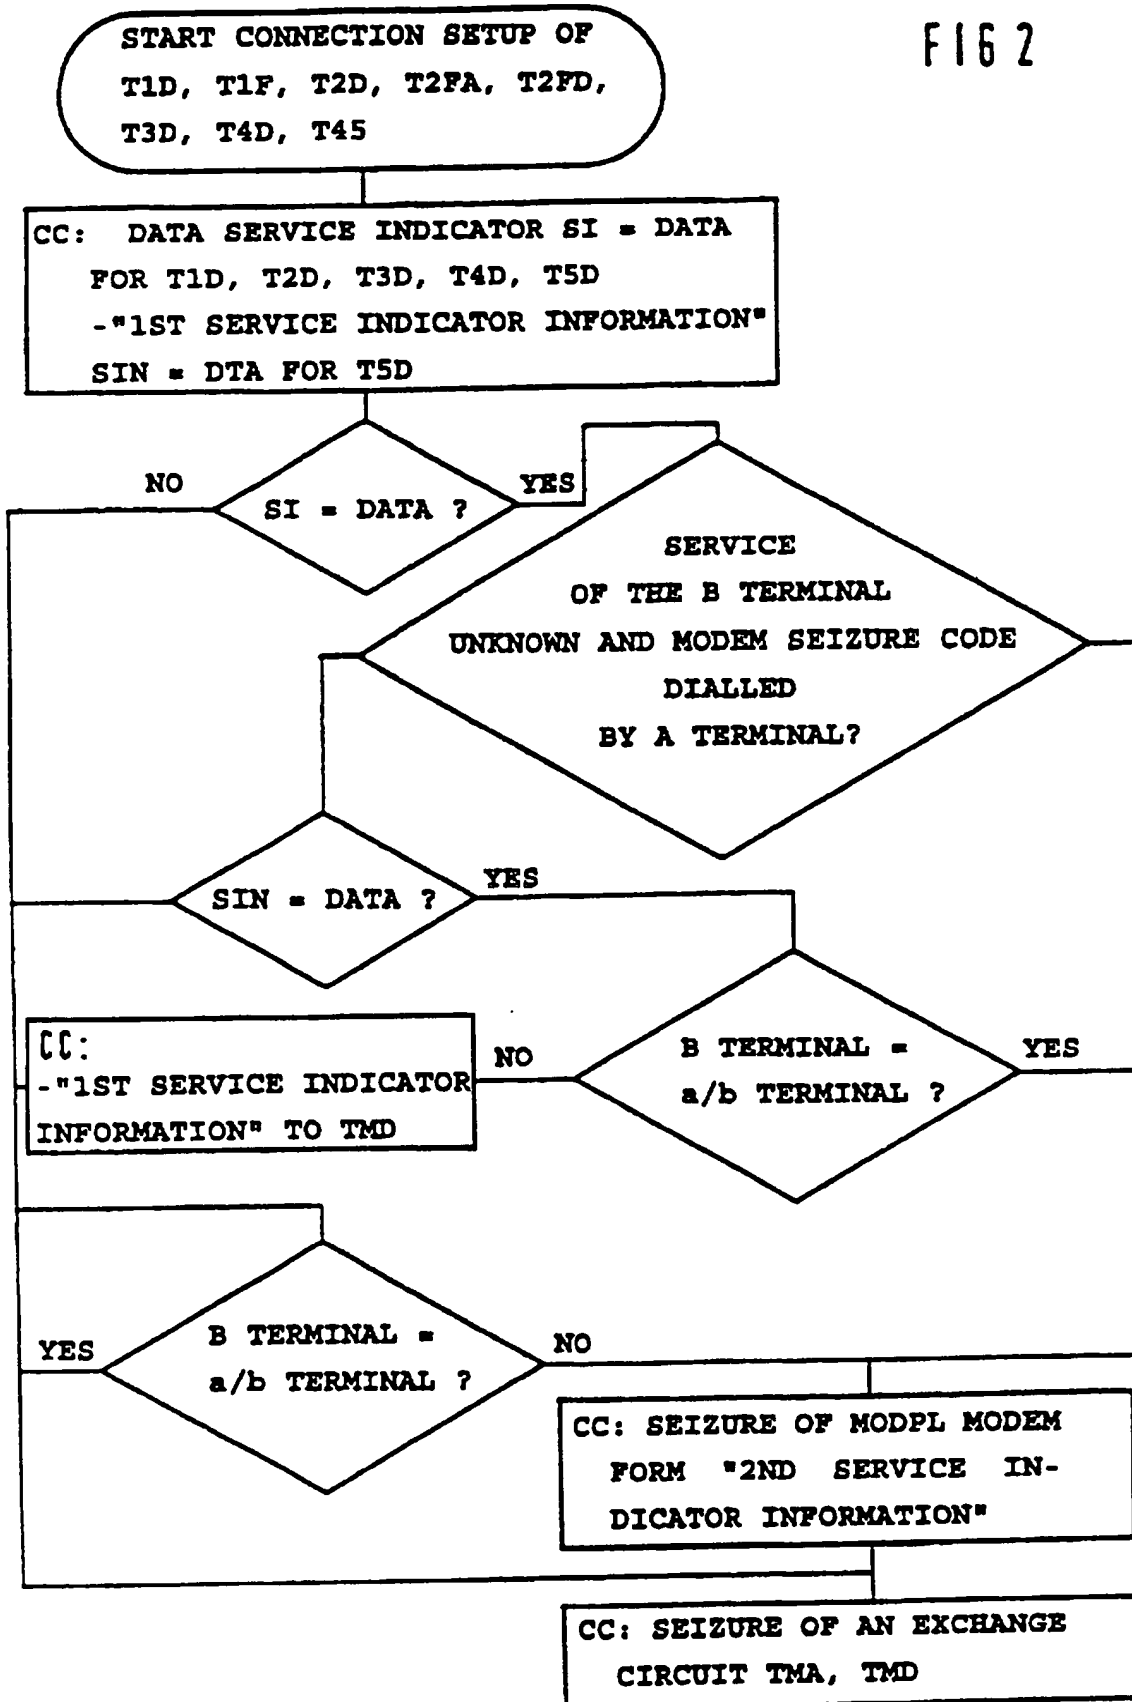 FIG 2
START CONNECTION SETUP OF
T1D, T1F, T2D, T2FA, T2FD,
T3D, T4D, T45
CC: DATA SERVICE INDICATOR SI = DATA
FOR T1D, T2D, T3D, T4D, T5D
-"1ST SERVICE INDICATOR INFORMATION"
SIN = DTA FOR T5D
NO
SI = DATA ?
YES
SERVICE
OF THE B TERMINAL
UNKNOWN AND MODEM SEIZURE CODE
DIALLED
BY A TERMINAL?
SIN = DATA ?
YES
CC:
-"1ST SERVICE INDICATOR
INFORMATION" TO TMD
NO
B TERMINAL =
a/b TERMINAL ?
YES
YES
B TERMINAL =
a/b TERMINAL ?
NO
CC: SEIZURE OF MODPL MODEM
FORM "2ND SERVICE IN-
DICATOR INFORMATION"
CC: SEIZURE OF AN EXCHANGE
CIRCUIT TMA, TMD